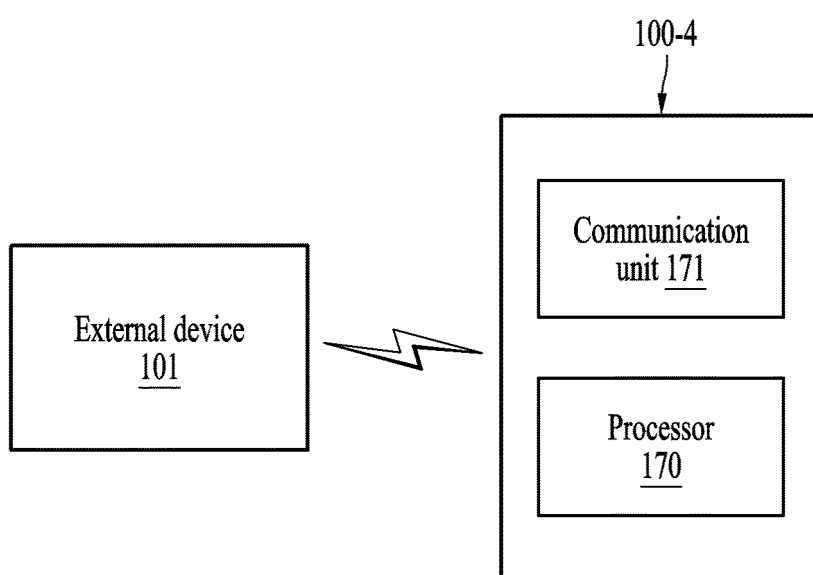 100-4
Communication
unit 171
External device
101
Processor
170